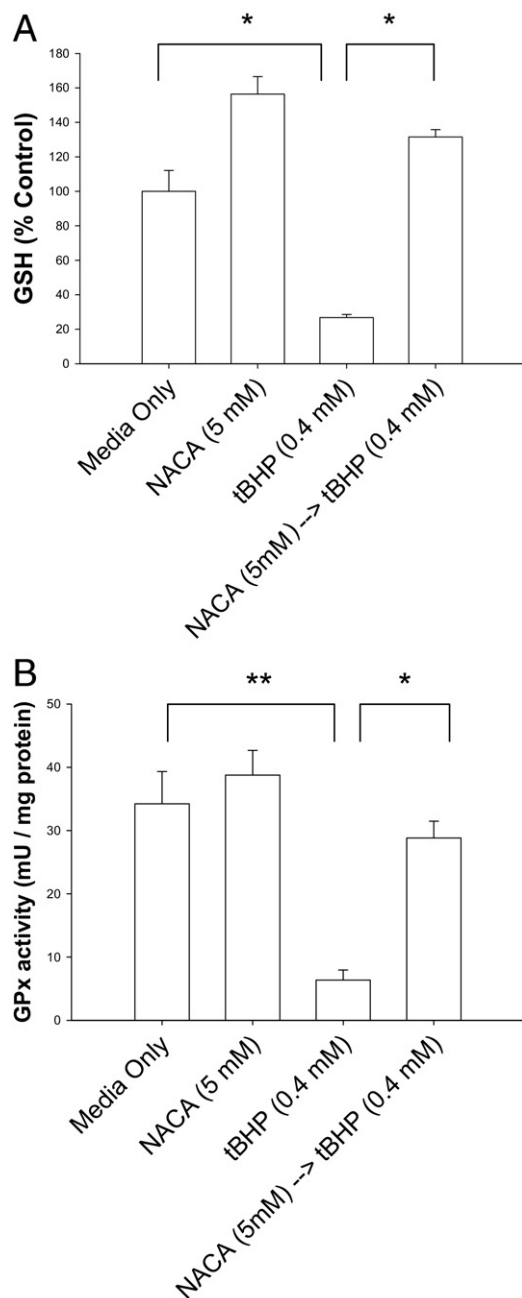 A
* *
GSH (% Control)
180
160
140
120
100
80
60
40
20
0
Media Only
NACA (5 mM)
tBHP (0.4 mM)
NACA (5mM) --> tBHP (0.4 mM)
B
** *
GPx activity (mU / mg protein)
50
40
30
20
10
0
Media Only
NACA (5 mM)
tBHP (0.4 mM)
NACA (5mM) --> tBHP (0.4 mM)